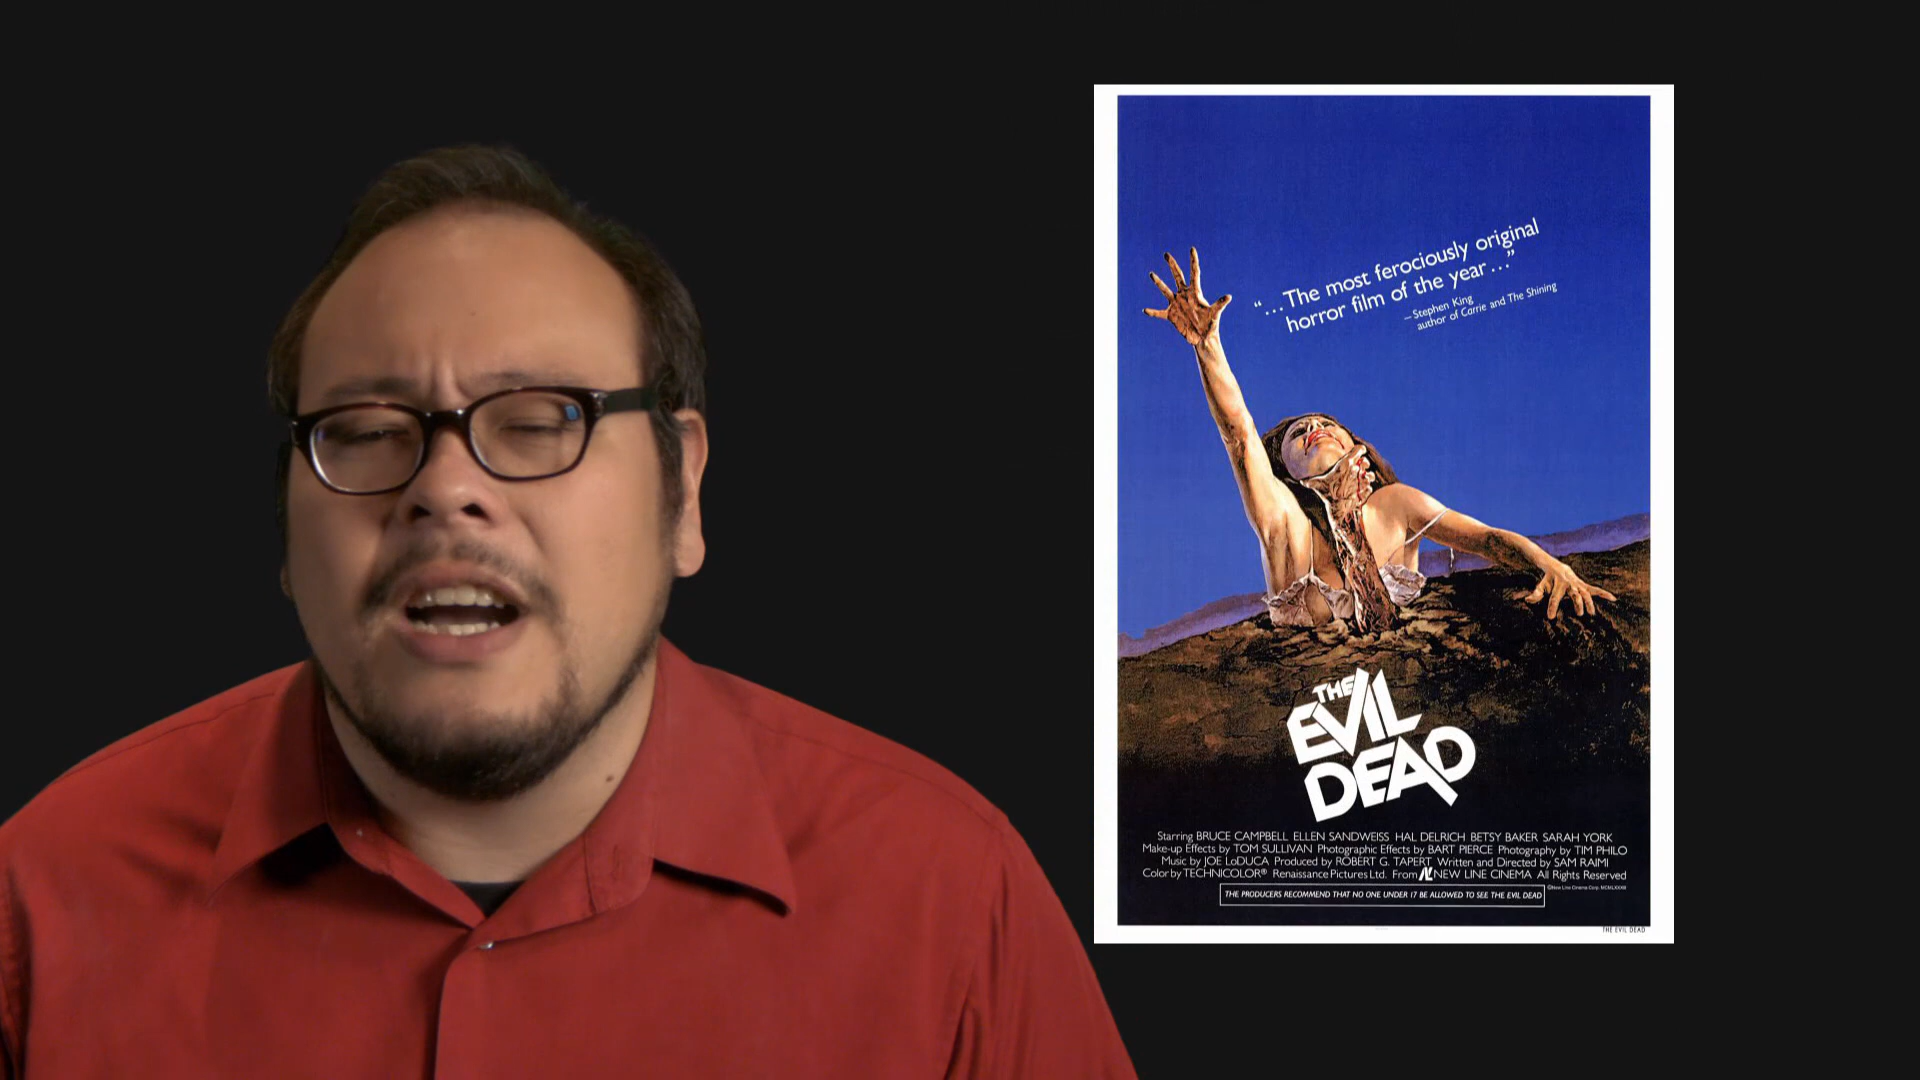 “...The most ferociously original
horror film of the year...”
–Stephen King
author of Carrie and The Shining
THE
EVIL
DEAD
Starring BRUCE CAMPBELL ELLEN SANDWEISS HAL DELRICH BETSY BAKER SARAH YORK
Make-up Effects by TOM SULLIVAN Photographic Effects by BART PIERCE Photography by TIM PHILO
Music by JOE LoDUCA Produced by ROBERT G. TAPERT Written and Directed by SAM RAIMI
Color by TECHNICOLOR® Renaissance Pictures Ltd. From NEW LINE CINEMA All Rights Reserved
©New Line Cinema Corp.
THE PRODUCERS RECOMMEND THAT NO ONE UNDER 17 BE ALLOWED TO SEE THE EVIL DEAD
THE EVIL DEAD